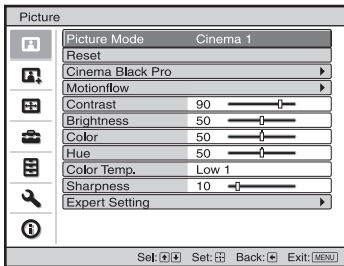 Picture
Picture Mode Cinema 1
Reset
Cinema Black Pro
Motionflow
Contrast 90
Brightness 50
Color 50
Hue 50
Color Temp. Low 1
Sharpness 10
Expert Setting
Sel: Set: Back: Exit: MENU